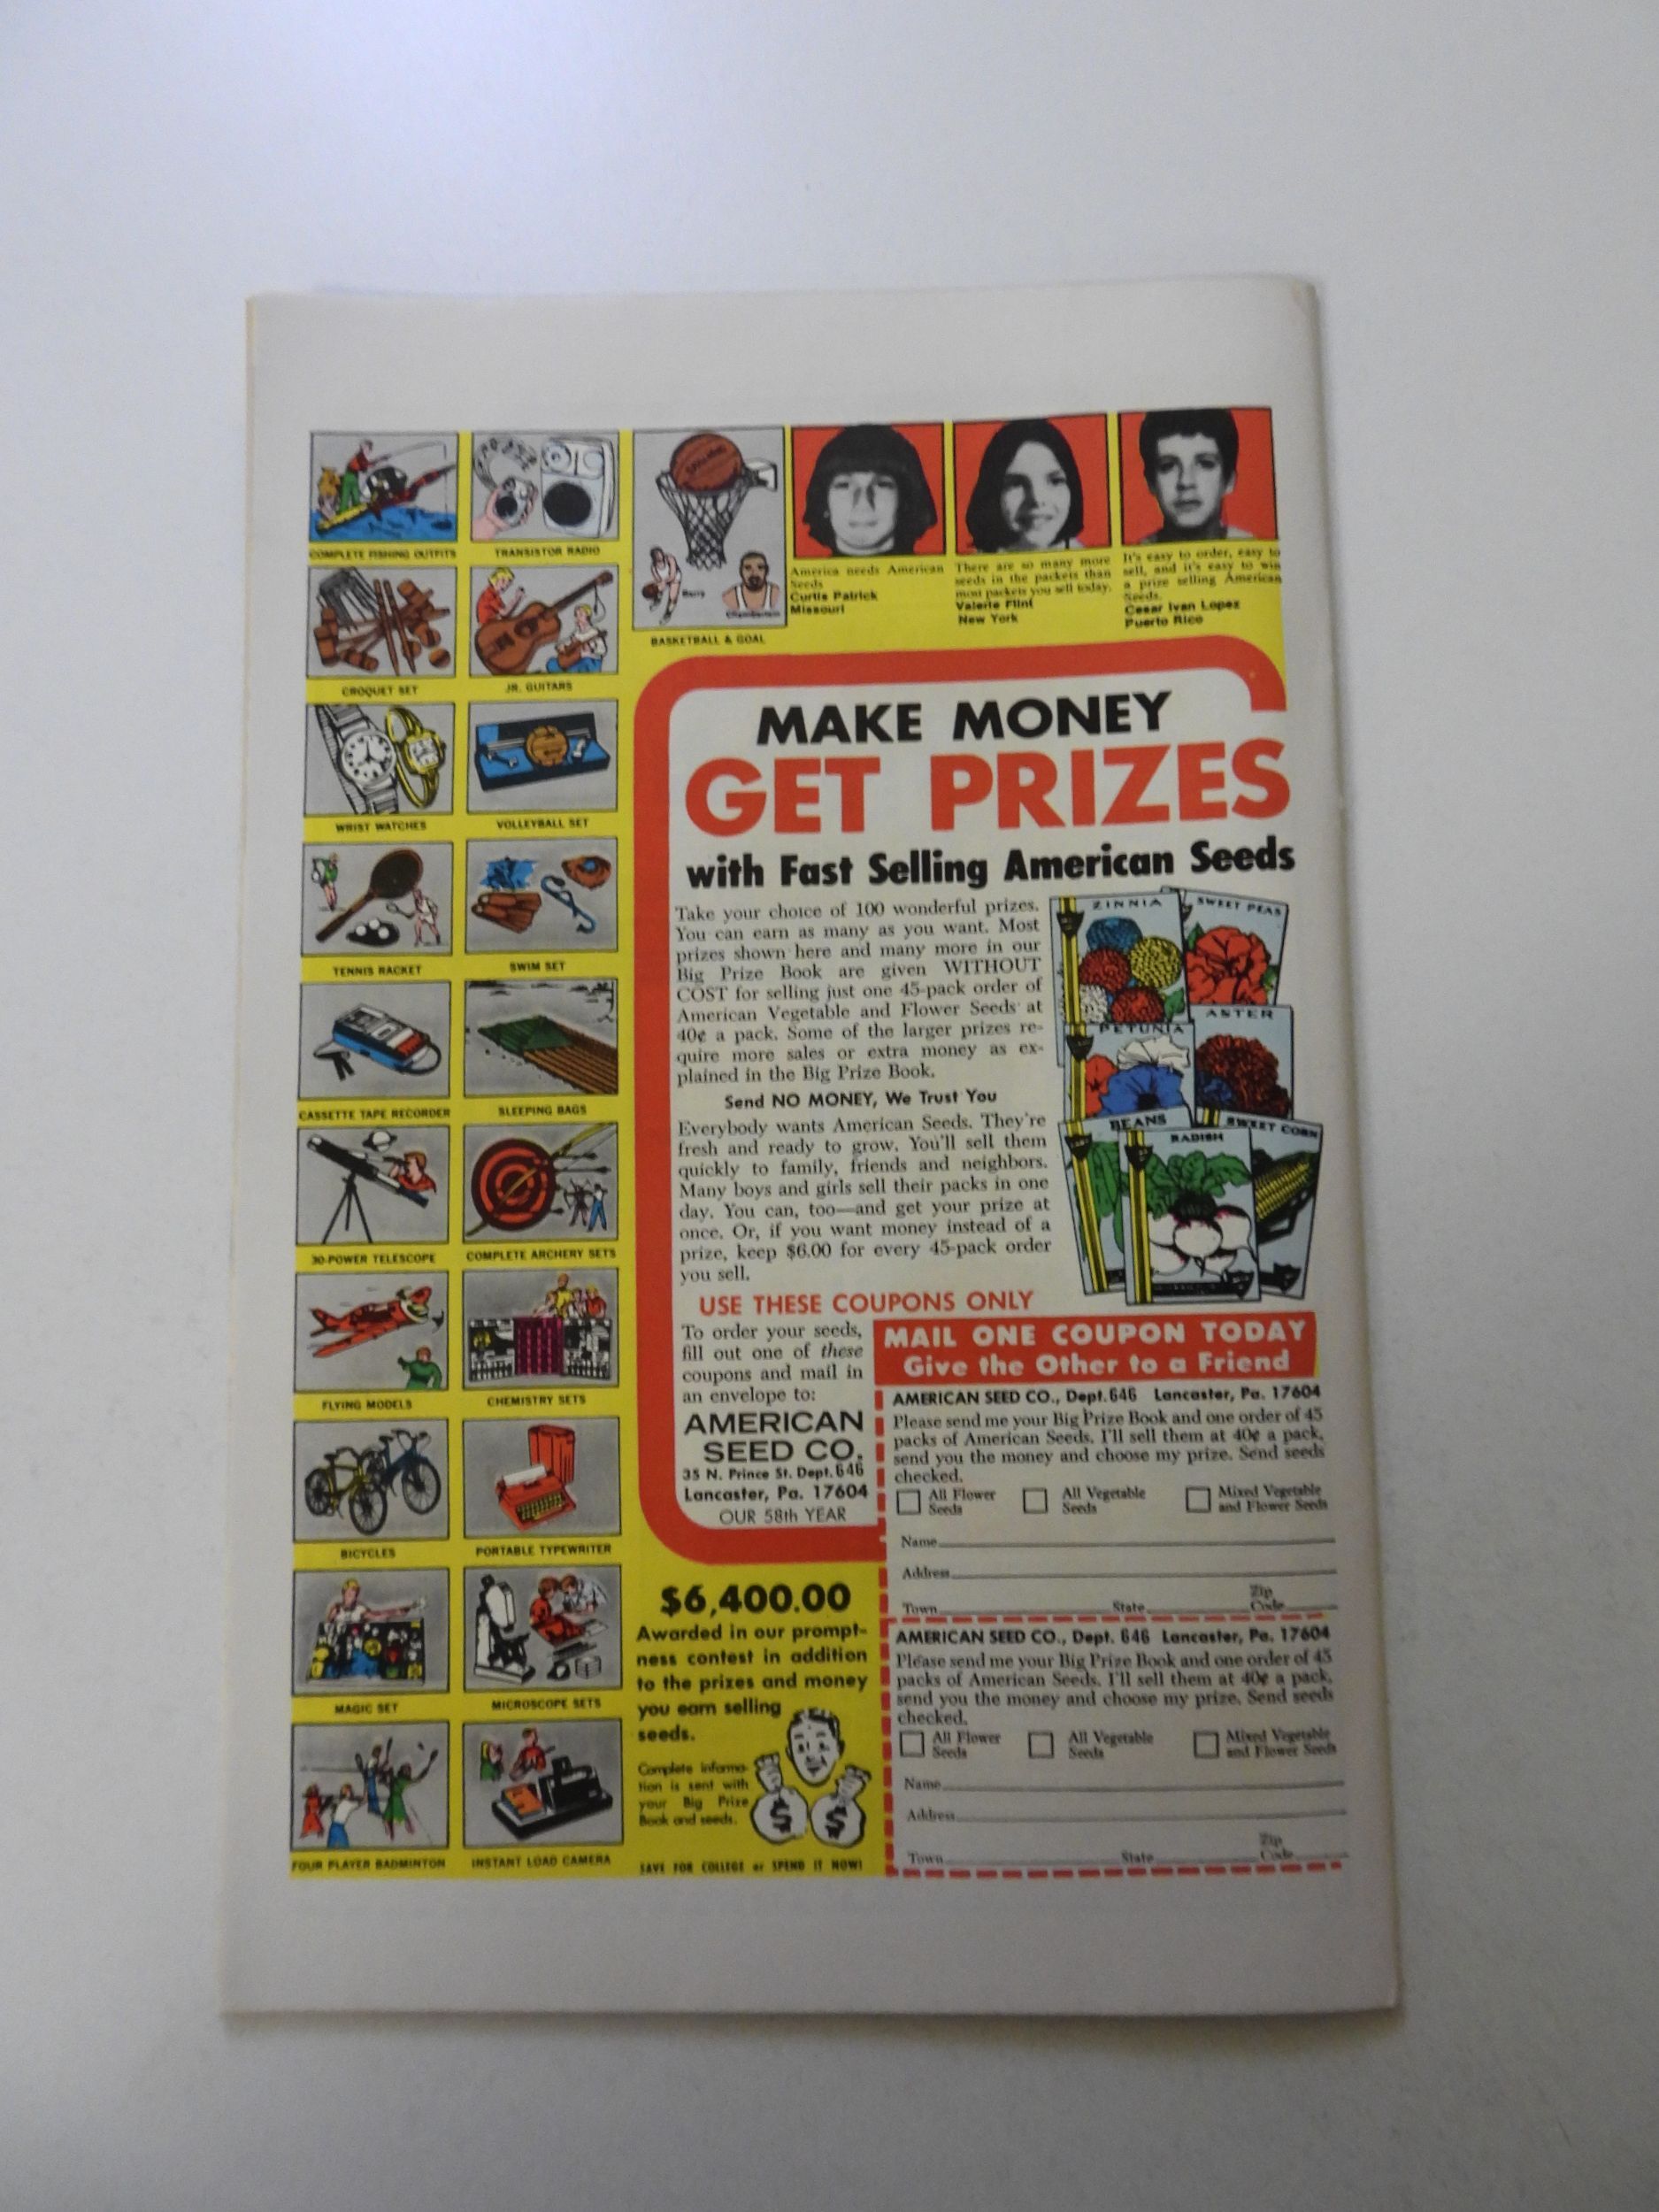 COMPLETE FISHING OUTFITS
TRANSISTOR RADIO
CROQUET SET
JR. GUITARS
WRIST WATCHES
VOLLEYBALL SET
TENNIS RACKET
SWIM SET
CASSETTE TAPE RECORDER
SLEEPING BAGS
30-POWER TELESCOPE
COMPLETE ARCHERY SETS
FLYING MODELS
CHEMISTRY SETS
BICYCLES
PORTABLE TYPEWRITER
MAGIC SET
MICROSCOPE SETS
FOUR PLAYER BADMINTON
INSTANT LOAD CAMERA
SPALDING
Barry
Chamberlain
BASKETBALL & GOAL
America needs American
Seeds
Curtis Patrick
Missouri
There are so many more
seeds in the packets than
most packets you sell today.
Valerie Flint
New York
It's easy to order, easy to
sell, and it's easy to win
a prize selling American
Seeds.
Cesar Ivan Lopez
Puerto Rico
MAKE MONEY
GET PRIZES
with Fast Selling American Seeds
Take your choice of 100 wonderful prizes.
You can earn as many as you want. Most
prizes shown here and many more in our
Big Prize Book are given WITHOUT
COST for selling just one 45-pack order of
American Vegetable and Flower Seeds at
40¢ a pack. Some of the larger prizes re-
quire more sales or extra money as ex-
plained in the Big Prize Book.
Send NO MONEY, We Trust You
Everybody wants American Seeds. They're
fresh and ready to grow. You'll sell them
quickly to family, friends and neighbors.
Many boys and girls sell their packs in one
day. You can, too—and get your prize at
once. Or, if you want money instead of a
prize, keep $6.00 for every 45-pack order
you sell.
ZINNIA
SWEET PEAS
PETUNIA
ASTER
BEANS
RADISH
SWEET CORN
USE THESE COUPONS ONLY
To order your seeds,
fill out one of these
coupons and mail in
an envelope to:
AMERICAN
SEED CO.
35 N. Prince St. Dept. 646
Lancaster, Pa. 17604
OUR 58th YEAR
$6,400.00
Awarded in our prompt-
ness contest in addition
to the prizes and money
you earn selling
seeds.
Complete informa-
tion is sent with
your Big Prize
Book and seeds.
$ $
SAVE FOR COLLEGE or SPEND IT NOW!
MAIL ONE COUPON TODAY
Give the Other to a Friend
AMERICAN SEED CO., Dept. 646 Lancaster, Pa. 17604
Please send me your Big Prize Book and one order of 45
packs of American Seeds. I'll sell them at 40¢ a pack,
send you the money and choose my prize. Send seeds
checked.
All Flower Seeds
All Vegetable Seeds
Mixed Vegetable and Flower Seeds
Name
Address
Town State Zip Code
AMERICAN SEED CO., Dept. 646 Lancaster, Pa. 17604
Please send me your Big Prize Book and one order of 45
packs of American Seeds. I'll sell them at 40¢ a pack,
send you the money and choose my prize. Send seeds
checked.
All Flower Seeds
All Vegetable Seeds
Mixed Vegetable and Flower Seeds
Name
Address
Town State Zip Code